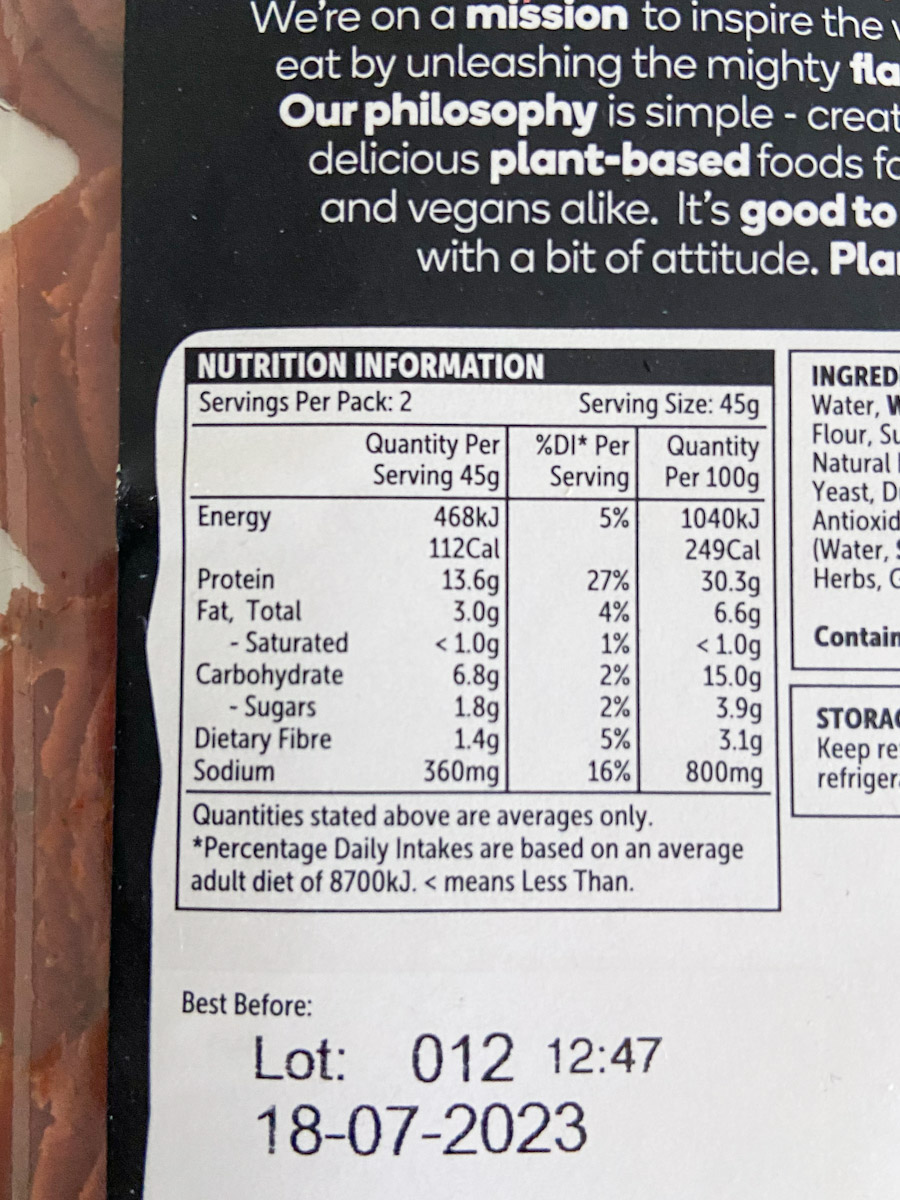 We're on a mission to inspire the
eat by unleashing the mighty
Our philosophy is simple -
delicious plant-based foods
and vegans alike. It's good to
with a bit of attitude.
NUTRITION INFORMATION
Servings Per Pack: 2 Serving Size: 45g
Quantity Per %DI* Per Quantity
Serving 45g Serving Per 100g
Energy 468kJ 5% 1040kJ
112Cal 249Cal
Protein 13.6g 27% 30.3g
Fat, Total 3.0g 4% 6.6g
- Saturated < 1.0g 1% < 1.0g
Carbohydrate 6.8g 2% 15.0g
- Sugars 1.8g 2% 3.9g
Dietary Fibre 1.4g 5% 3.1g
Sodium 360mg 16% 800mg
Quantities stated above are averages only.
*Percentage Daily Intakes are based on an average
adult diet of 8700kJ. < means Less Than.
Water,
Flour,
Natural
Yeast,
(Water,
Herbs,
Keep
Best Before:
Lot: 012 12:47
18-07-2023